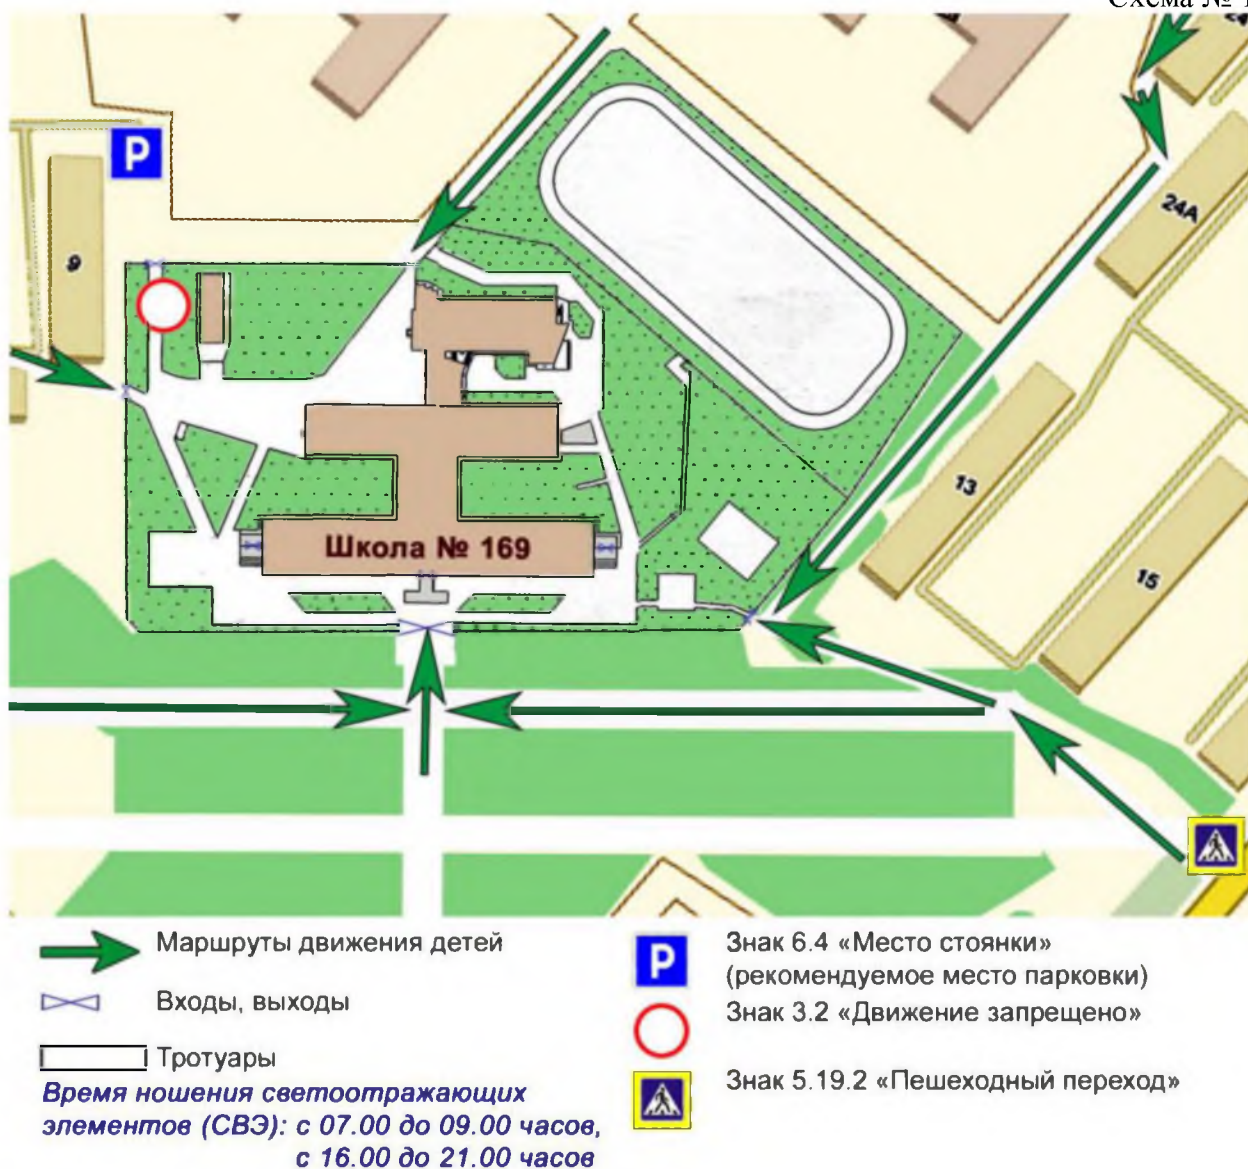 Схема №
P
24А
9
13
15
Школа № 169
Маршруты движения детей
Входы, выходы
Тротуары
Время ношения светоотражающих
элементов (СВЭ): с 07.00 до 09.00 часов,
с 16.00 до 21.00 часов
P
Знак 6.4 «Место стоянки»
(рекомендуемое место парковки)
Знак 3.2 «Движение запрещено»
Знак 5.19.2 «Пешеходный переход»